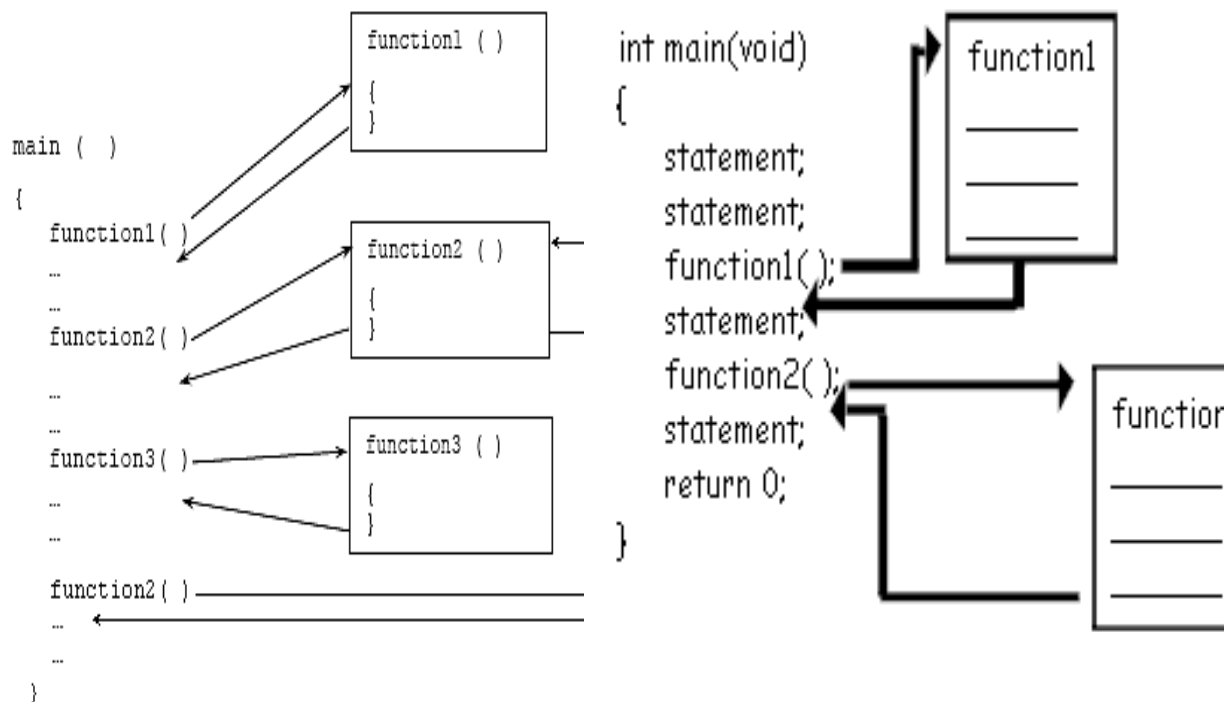 main ( )
{
function1( )
…
…
function2( )
…
…
function3( )
…
…
function2( )
…
…
}
function1 ( )
{
}
function2 ( )
{
}
function3 ( )
{
}
int main(void)
{
statement;
statement;
function1( );
statement;
function2( );
statement;
return 0;
}
function1
function